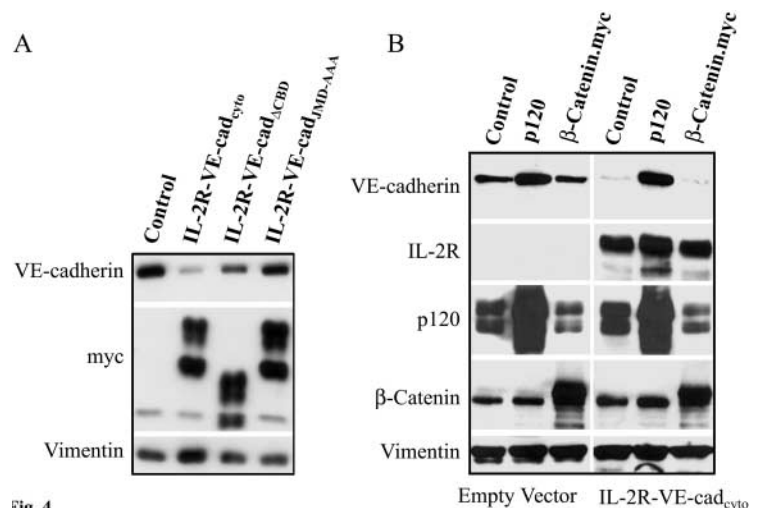 A
Control
IL-2R-VE-cadcyto
IL-2R-VE-cadΔCBD
IL-2R-VE-cadJMD-AAA
VE-cadherin
myc
Vimentin
B
Control
p120
β-Catenin.myc
Control
p120
β-Catenin.myc
VE-cadherin
IL-2R
p120
β-Catenin
Vimentin
Empty Vector
IL-2R-VE-cadcyto
Fig. 4